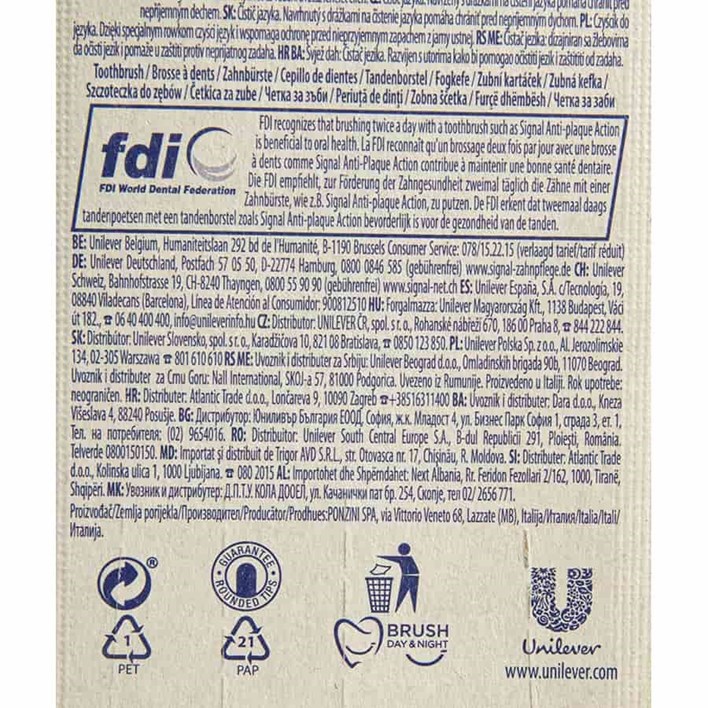 nepříjemným dechem. SK: Čistič jazyka. Navrhnutý s drážkami na čistenie jazyka pomáha chrániť pred nepríjemným dychom. PL: Czyścik do
języka. Dzięki specjalnym rowkom czyści język i wspomaga ochronę przed nieprzyjemnym zapachem z jamy ustnej. RS ME: Čistač jezika: dizajniran sa žlebovima
da očisti jezik i pomaže u zaštiti protiv neprijatnog zadaha. HR BA: Svjež dah: Čistač jezika. Razvijen s utorima kako bi pomogao očistiti jezik i zaštititi od zadaha.
Toothbrush / Brosse à dents / Zahnbürste / Cepillo de dientes / Tandenborstel / Fogkefe / Zubní kartáček / Zubná kefka /
Szczoteczka do zębów / Četkica za zube / Четка за зъби / Periuță de dinți / Zobna ščetka / Furçë dhëmbësh / Четка за заби
fdi
FDI World Dental Federation
FDI recognizes that brushing twice a day with a toothbrush such as Signal Anti-plaque Action
is beneficial to oral health. La FDI reconnaît qu'un brossage deux fois par jour avec une brosse
à dents comme Signal Anti-Plaque Action contribue à maintenir une bonne santé dentaire.
Die FDI empfiehlt, zur Förderung der Zahngesundheit zweimal täglich die Zähne mit einer
Zahnbürste, wie z.B. Signal Anti-plaque Action, zu putzen. De FDI erkent dat tweemaal daags
tandenpoetsen met een tandenborstel zoals Signal Anti-plaque Action bevorderlijk is voor de gezondheid van de tanden.
BE: Unilever Belgium, Humaniteitslaan 292 bd de l'Humanité, B-1190 Brussels Consumer Service: 078/15.22.15 (verlaagd tarief/tarif réduit)
DE: Unilever Deutschland, Postfach 57 05 50, D-22774 Hamburg, 0800 0846 585 (gebührenfrei) www.signal-zahnpflege.de CH: Unilever
Schweiz, Bahnhofstrasse 19, CH-8240 Thayngen, 0800 55 90 90 (gebührenfrei) www.signal-net.ch ES: Unilever España, S.A. c/Tecnología, 19,
08840 Viladecans (Barcelona), Línea de Atención al Consumidor: 900812510 HU: Forgalmazza: Unilever Magyarország Kft., 1138 Budapest, Váci
út 182., ☎ 06 40 400 400, info@unileverinfo.hu CZ: Distributor: UNILEVER ČR, spol. s r. o., Rohanské nábřeží 670, 186 00 Praha 8, ☎ 844 222 844.
SK: Distribútor: Unilever Slovensko, spol. s r. o., Karadžičova 10, 821 08 Bratislava, ☎ 0850 123 850. PL: Unilever Polska Sp. z o.o., Al. Jerozolimskie
134, 02-305 Warszawa ☎ 801 610 610 RS ME: Uvoznik i distributer za Srbiju: Unilever Beograd d.o.o., Omladinskih brigada 90b, 11070 Beograd.
Uvoznik i distributer za Crnu Goru: Nall International, SKOJ-a 57, 81000 Podgorica. Uvezeno iz Rumunije. Proizvedeno u Italiji. Rok upotrebe:
neograničen. HR: Distributer: Atlantic Trade d.o.o., Lončareva 9, 10090 Zagreb ☎ +38516311400 BA: Uvoznik i distributer: Dara d.o.o., Kneza
Višeslava 4, 88240 Posušje. BG: Дистрибутор: Юниливър България ЕООД, София, ж.к. Младост 4, ул. Бизнес Парк София 1, сграда 3, ет. 1,
Тел. на потребителя: (02) 9654016. RO: Distribuitor: Unilever South Central Europe S.A., B-dul Republicii 291, Ploiești, România.
Telverde 0800150150. MD: Importat și distribuit de Trigor AVD S.R.L., str. Otovasca nr. 17, Chișinău, R. Moldova. SI: Distributer: Atlantic Trade
d.o.o., Kolinska ulica 1, 1000 Ljubljana. ☎ 080 2015 AL: Importohet dhe Shpërndahet: Next Albania, Rr. Feridon Fezollari 2/162, 1000, Tiranë,
Shqipëri. MK: Увозник и дистрибутер: Д.П.Т.У. КОЛА ДООЕЛ, ул. Качанички пат бр. 254, Скопје, тел 02/ 2656 771.
Proizvođač/Zemlja porijekla/Производител/Producător/Prodhues:PONZINI SPA, via Vittorio Veneto 68, Lazzate (MB), Italija/Италия/Italia/Itali/
Италија.
GUARANTEE
ROUNDED TIPS
1
PET
21
PAP
BRUSH
DAY & NIGHT
Unilever
www.unilever.com